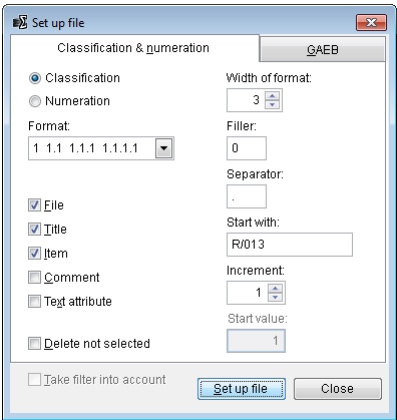 Set up file
Classification & numeration
GAEB
Classification
Numeration
Format:
1 1.1 1.1.1 1.1.1.1
File
Title
Item
Comment
Text attribute
Delete not selected
Width of format:
3
Filler:
0
Separator:
.
Start with:
R/013
Increment:
1
Start value:
1
Take filter into account
Set up file
Close